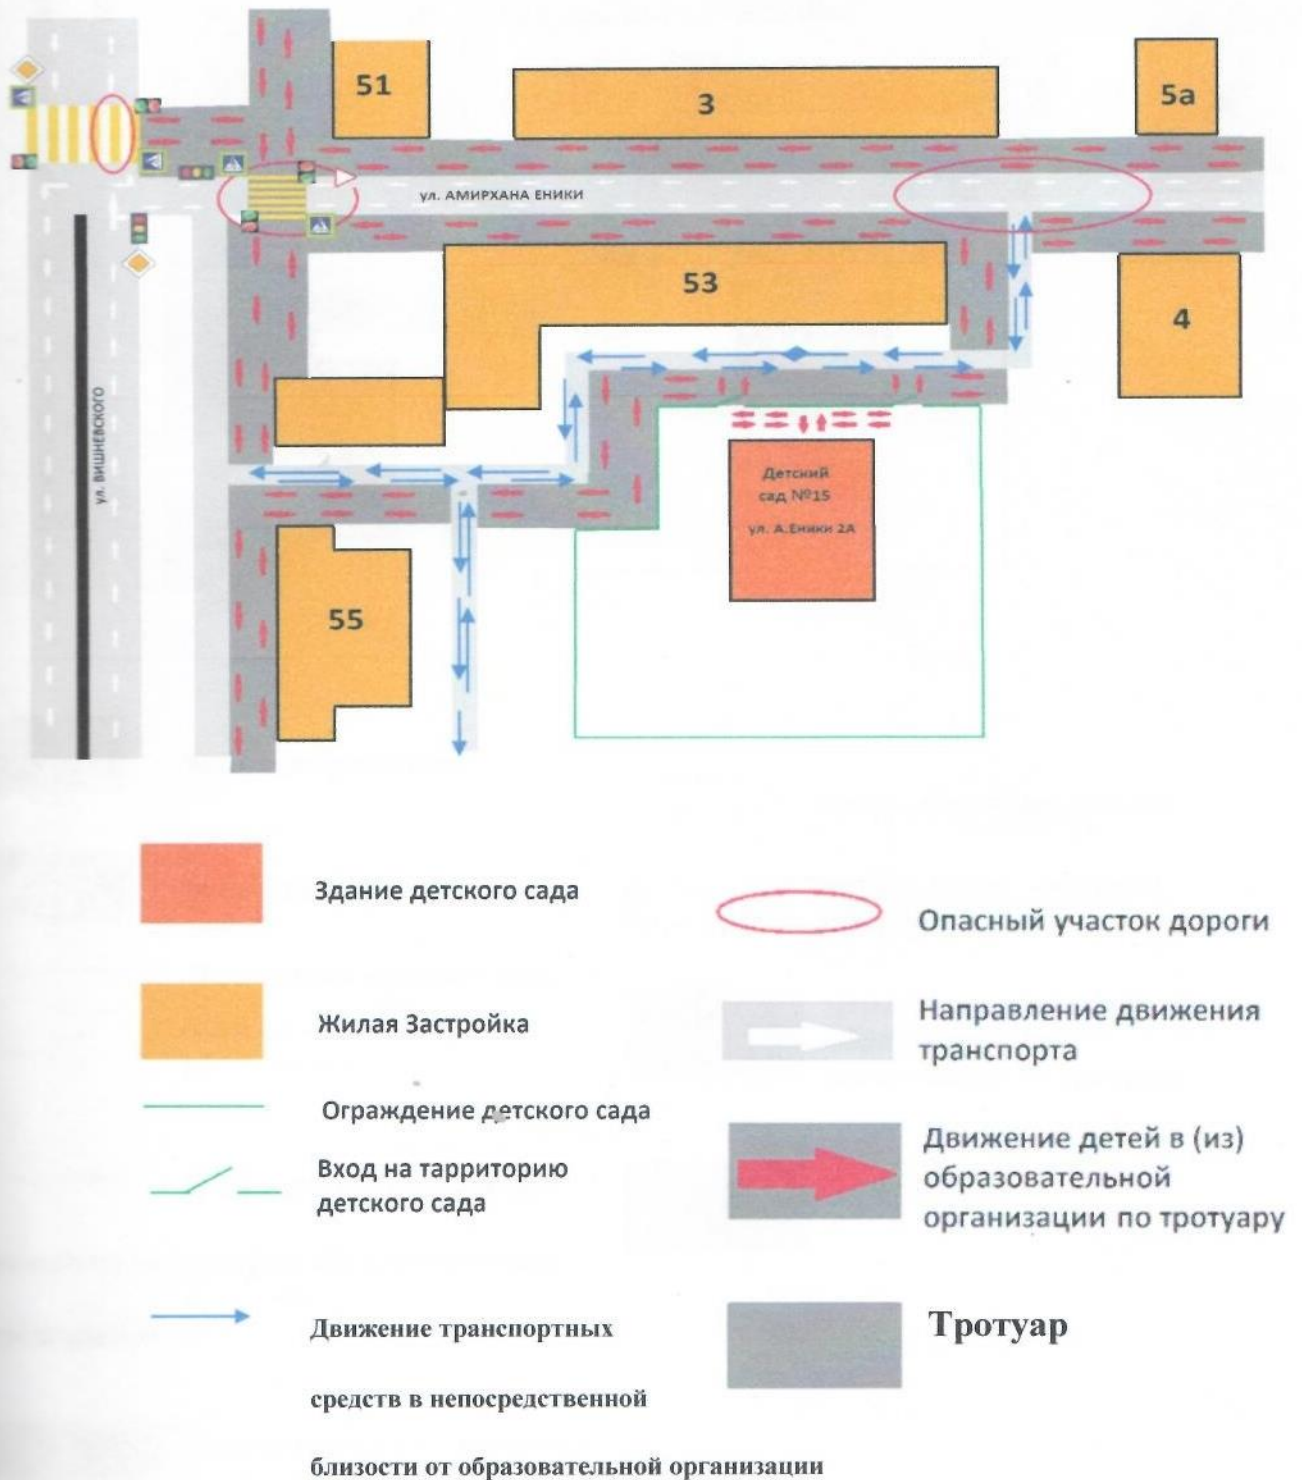 51
3
5а
ул. АМИРХАНА ЕНИКИ
53
4
ул. ВИШНЕВСКОГО
Детский
сад №15
ул. А.Еники 2А
55
Здание детского сада
Жилая Застройка
Ограждение детского сада
Вход на тарриторию
детского сада
Движение транспортных
средств в непосредственной
близости от образовательной организации
Опасный участок дороги
Направление движения
транспорта
Движение детей в (из)
образовательной
организации по тротуару
Тротуар